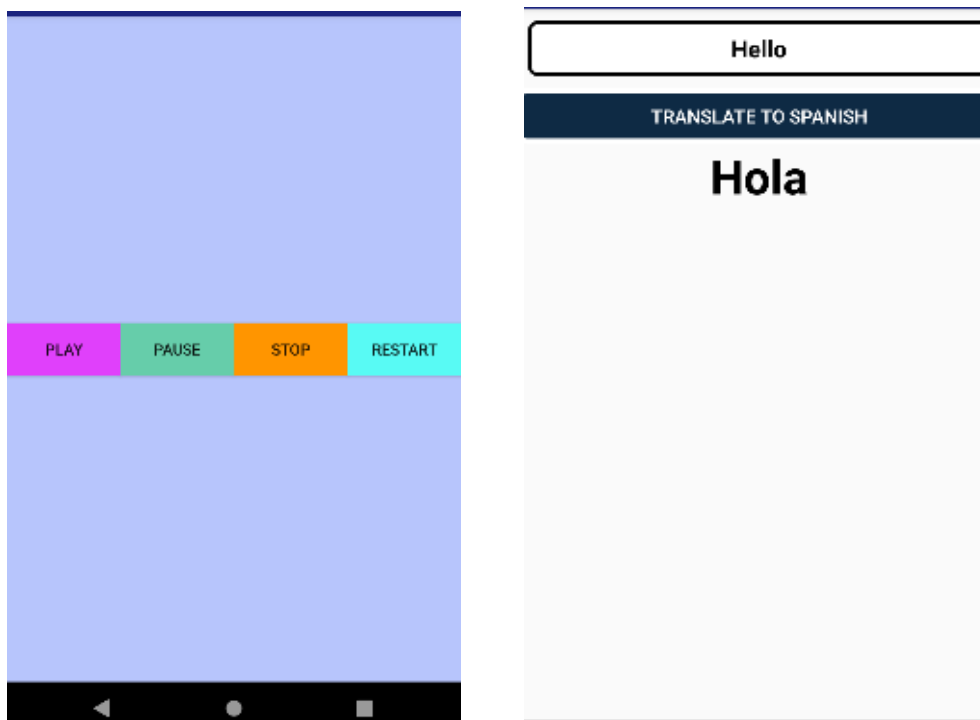 PLAY PAUSE STOP RESTART
Hello
TRANSLATE TO SPANISH
Hola